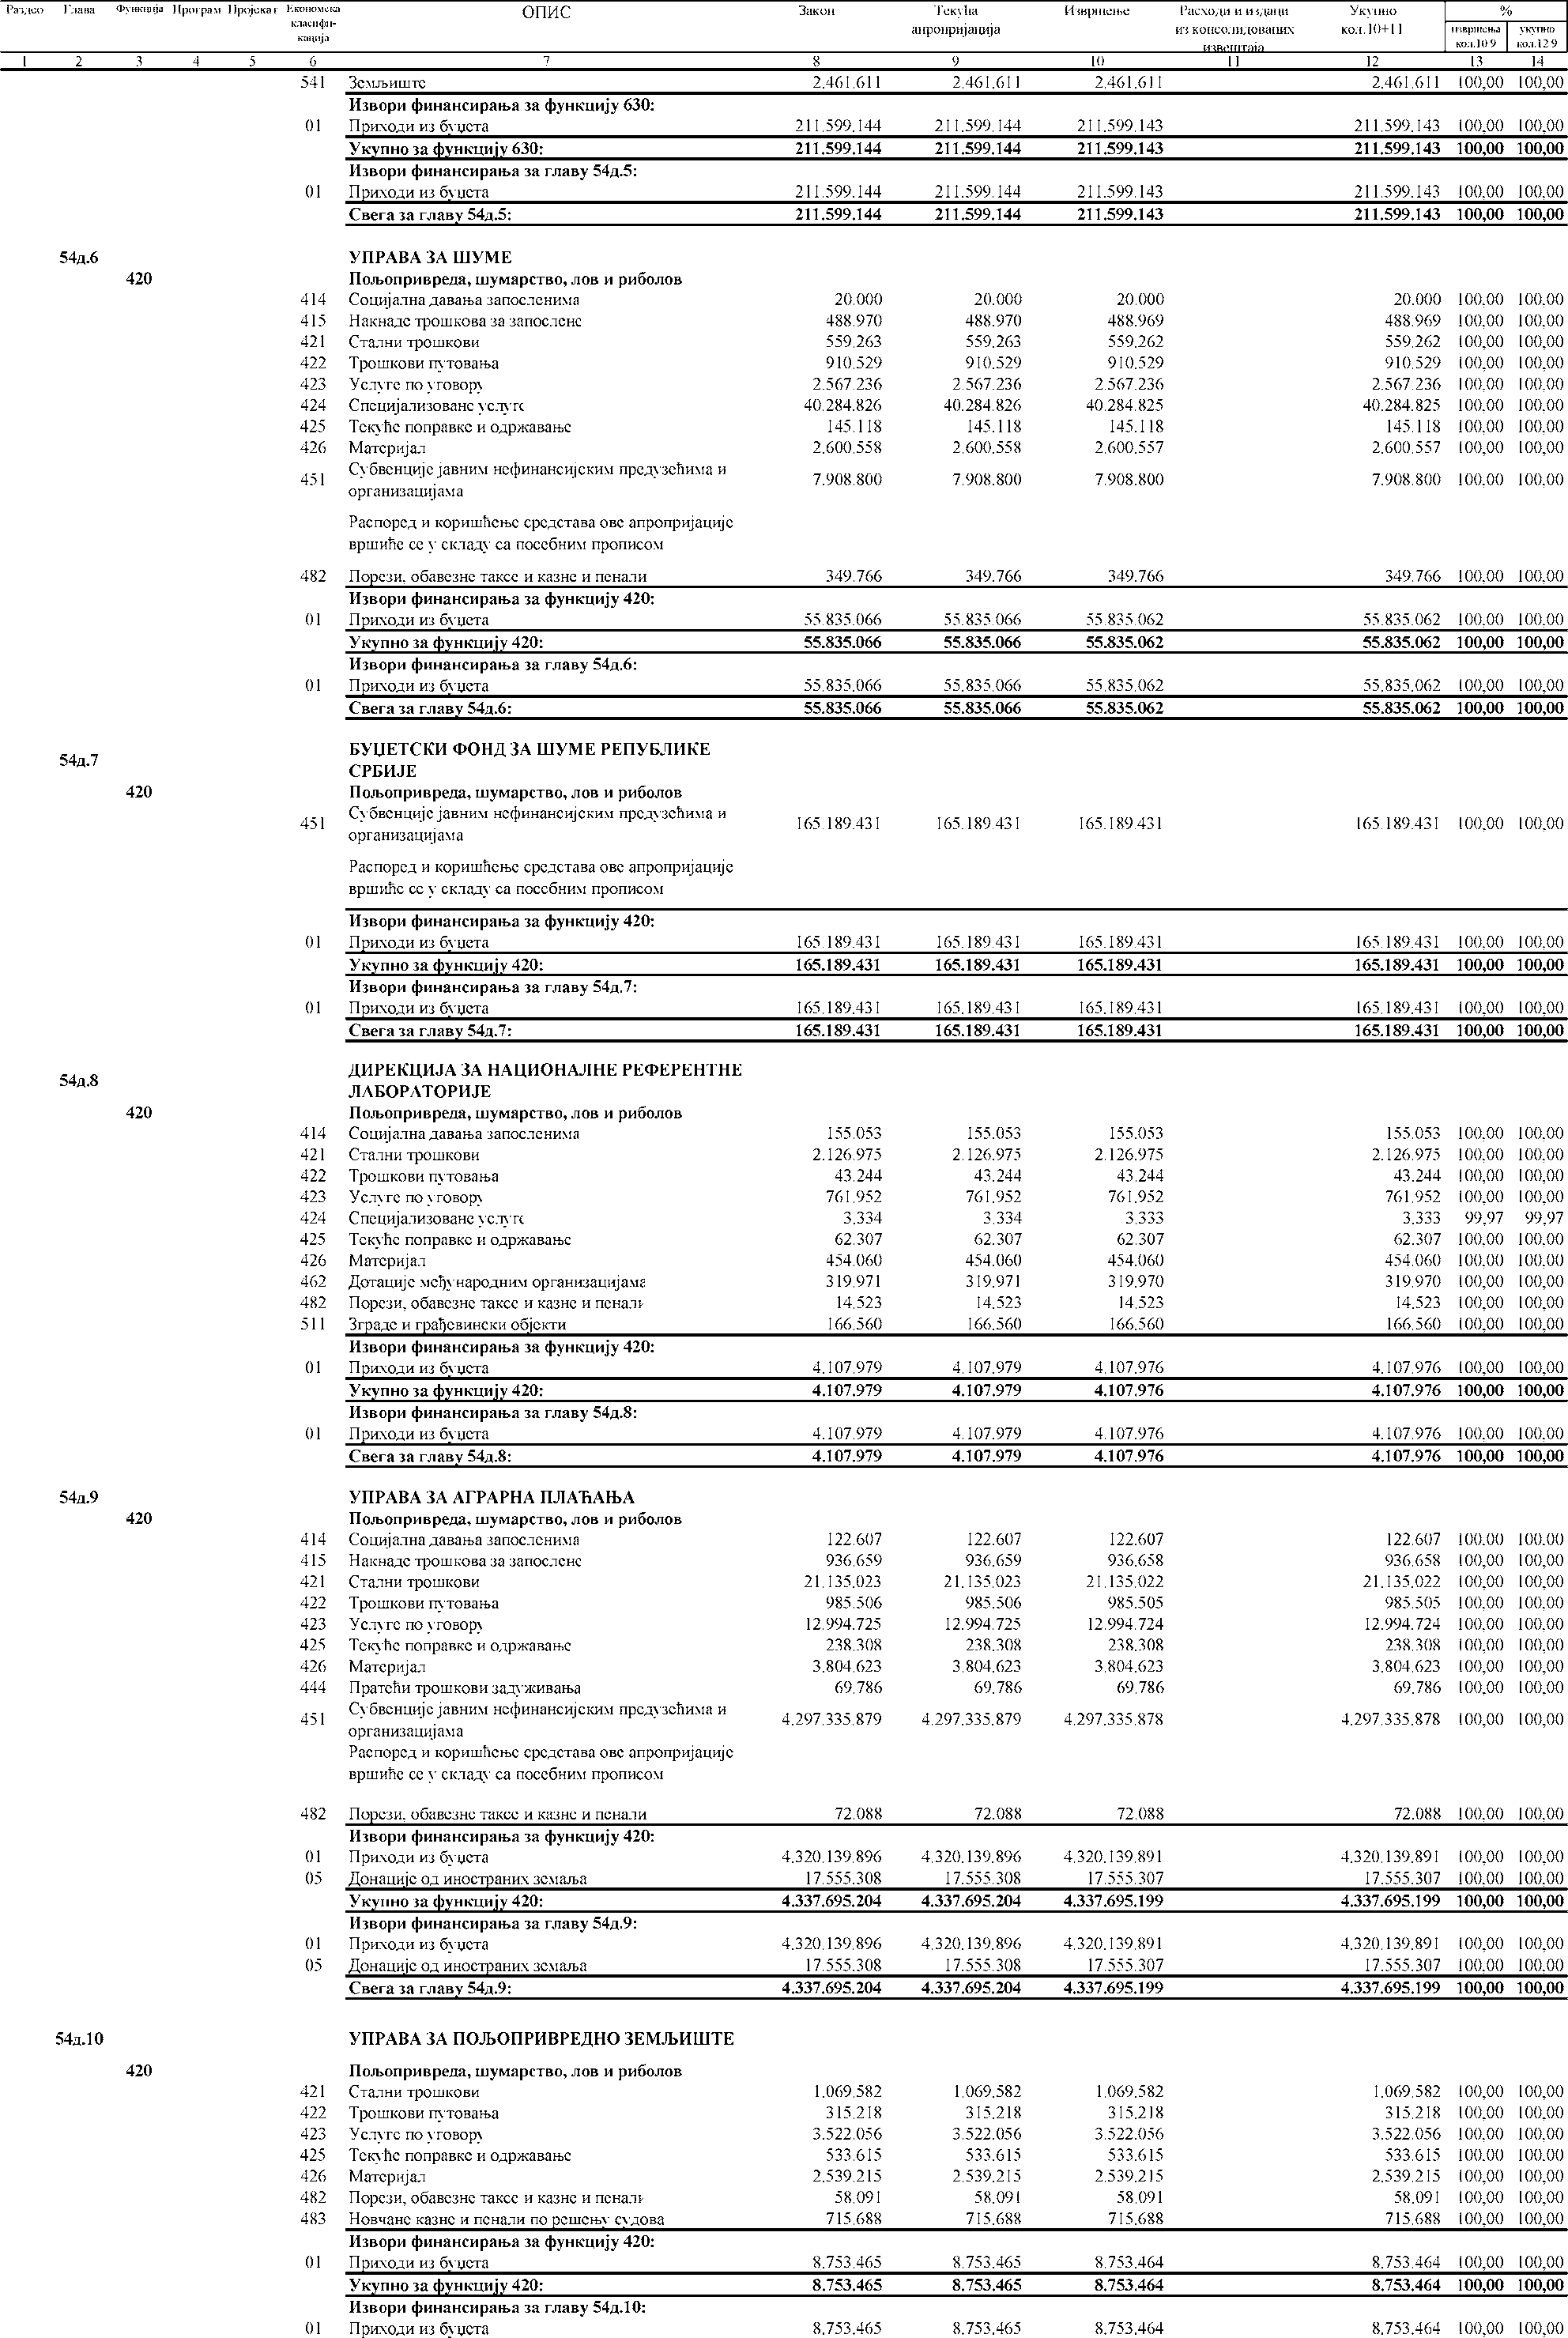 Раздео Глава Функција Програм Пројекат Економска класифи-кација ОПИС Закон Текућа апропријација Извршење Расходи и издаци из консолидованих извештаја Укупно кол.10+11 % извршења кол.10/9 укупно кол.12/9
1 2 3 4 5 6 7 8 9 10 11 12 13 14
541 Земљиште 2.461.611 2.461.611 2.461.611 2.461.611 100,00 100,00
Извори финансирања за функцију 630:
01 Приходи из буџета 211.599.144 211.599.144 211.599.143 211.599.143 100,00 100,00
Укупно за функцију 630: 211.599.144 211.599.144 211.599.143 211.599.143 100,00 100,00
Извори финансирања за главу 54д.5:
01 Приходи из буџета 211.599.144 211.599.144 211.599.143 211.599.143 100,00 100,00
Свега за главу 54д.5: 211.599.144 211.599.144 211.599.143 211.599.143 100,00 100,00
54д.6 УПРАВА ЗА ШУМЕ
420 Пољопривреда, шумарство, лов и риболов
414 Социјална давања запосленима 20.000 20.000 20.000 20.000 100,00 100,00
415 Накнаде трошкова за запослене 488.970 488.970 488.969 488.969 100,00 100,00
421 Стални трошкови 559.263 559.263 559.262 559.262 100,00 100,00
422 Трошкови путовања 910.529 910.529 910.529 910.529 100,00 100,00
423 Услуге по уговору 2.567.236 2.567.236 2.567.236 2.567.236 100,00 100,00
424 Специјализоване услуге 40.284.826 40.284.826 40.284.825 40.284.825 100,00 100,00
425 Текуће поправке и одржавање 145.118 145.118 145.118 145.118 100,00 100,00
426 Материјал 2.600.558 2.600.558 2.600.557 2.600.557 100,00 100,00
451 Субвенције јавним нефинансијским предузећима и
организацијама 7.908.800 7.908.800 7.908.800 7.908.800 100,00 100,00
Распоред и коришћење средстава ове апропријације
вршиће се у складу са посебним прописом
482 Порези, обавезне таксе и казне и пенали 349.766 349.766 349.766 349.766 100,00 100,00
Извори финансирања за функцију 420:
01 Приходи из буџета 55.835.066 55.835.066 55.835.062 55.835.062 100,00 100,00
Укупно за функцију 420: 55.835.066 55.835.066 55.835.062 55.835.062 100,00 100,00
Извори финансирања за главу 54д.6:
01 Приходи из буџета 55.835.066 55.835.066 55.835.062 55.835.062 100,00 100,00
Свега за главу 54д.6: 55.835.066 55.835.066 55.835.062 55.835.062 100,00 100,00
54д.7 БУЏЕТСКИ ФОНД ЗА ШУМЕ РЕПУБЛИКЕ
СРБИЈЕ
420 Пољопривреда, шумарство, лов и риболов
451 Субвенције јавним нефинансијским предузећима и
организацијама 165.189.431 165.189.431 165.189.431 165.189.431 100,00 100,00
Распоред и коришћење средстава ове апропријације
вршиће се у складу са посебним прописом
Извори финансирања за функцију 420:
01 Приходи из буџета 165.189.431 165.189.431 165.189.431 165.189.431 100,00 100,00
Укупно за функцију 420: 165.189.431 165.189.431 165.189.431 165.189.431 100,00 100,00
Извори финансирања за главу 54д.7:
01 Приходи из буџета 165.189.431 165.189.431 165.189.431 165.189.431 100,00 100,00
Свега за главу 54д.7: 165.189.431 165.189.431 165.189.431 165.189.431 100,00 100,00
54д.8 ДИРЕКЦИЈА ЗА НАЦИОНАЛНЕ РЕФЕРЕНТНЕ
ЛАБОРАТОРИЈЕ
420 Пољопривреда, шумарство, лов и риболов
414 Социјална давања запосленима 155.053 155.053 155.053 155.053 100,00 100,00
421 Стални трошкови 2.126.975 2.126.975 2.126.975 2.126.975 100,00 100,00
422 Трошкови путовања 43.244 43.244 43.244 43.244 100,00 100,00
423 Услуге по уговору 761.952 761.952 761.952 761.952 100,00 100,00
424 Специјализоване услуге 3.334 3.334 3.333 3.333 99,97 99,97
425 Текуће поправке и одржавање 62.307 62.307 62.307 62.307 100,00 100,00
426 Материјал 454.060 454.060 454.060 454.060 100,00 100,00
462 Дотације међународним организацијама 319.971 319.971 319.970 319.970 100,00 100,00
482 Порези, обавезне таксе и казне и пенали 14.523 14.523 14.523 14.523 100,00 100,00
511 Зграде и грађевински објекти 166.560 166.560 166.560 166.560 100,00 100,00
Извори финансирања за функцију 420:
01 Приходи из буџета 4.107.979 4.107.979 4.107.976 4.107.976 100,00 100,00
Укупно за функцију 420: 4.107.979 4.107.979 4.107.976 4.107.976 100,00 100,00
Извори финансирања за главу 54д.8:
01 Приходи из буџета 4.107.979 4.107.979 4.107.976 4.107.976 100,00 100,00
Свега за главу 54д.8: 4.107.979 4.107.979 4.107.976 4.107.976 100,00 100,00
54д.9 УПРАВА ЗА АГРАРНА ПЛАЋАЊА
420 Пољопривреда, шумарство, лов и риболов
414 Социјална давања запосленима 122.607 122.607 122.607 122.607 100,00 100,00
415 Накнаде трошкова за запослене 936.659 936.659 936.658 936.658 100,00 100,00
421 Стални трошкови 21.135.023 21.135.023 21.135.022 21.135.022 100,00 100,00
422 Трошкови путовања 985.506 985.506 985.505 985.505 100,00 100,00
423 Услуге по уговору 12.994.725 12.994.725 12.994.724 12.994.724 100,00 100,00
425 Текуће поправке и одржавање 238.308 238.308 238.308 238.308 100,00 100,00
426 Материјал 3.804.623 3.804.623 3.804.623 3.804.623 100,00 100,00
444 Пратећи трошкови задуживања 69.786 69.786 69.786 69.786 100,00 100,00
451 Субвенције јавним нефинансијским предузећима и
организацијама 4.297.335.879 4.297.335.879 4.297.335.878 4.297.335.878 100,00 100,00
Распоред и коришћење средстава ове апропријације
вршиће се у складу са посебним прописом
482 Порези, обавезне таксе и казне и пенали 72.088 72.088 72.088 72.088 100,00 100,00
Извори финансирања за функцију 420:
01 Приходи из буџета 4.320.139.896 4.320.139.896 4.320.139.891 4.320.139.891 100,00 100,00
05 Донације од иностраних земаља 17.555.308 17.555.308 17.555.307 17.555.307 100,00 100,00
Укупно за функцију 420: 4.337.695.204 4.337.695.204 4.337.695.199 4.337.695.199 100,00 100,00
Извори финансирања за главу 54д.9:
01 Приходи из буџета 4.320.139.896 4.320.139.896 4.320.139.891 4.320.139.891 100,00 100,00
05 Донације од иностраних земаља 17.555.308 17.555.308 17.555.307 17.555.307 100,00 100,00
Свега за главу 54д.9: 4.337.695.204 4.337.695.204 4.337.695.199 4.337.695.199 100,00 100,00
54д.10 УПРАВА ЗА ПОЉОПРИВРЕДНО ЗЕМЉИШТЕ
420 Пољопривреда, шумарство, лов и риболов
421 Стални трошкови 1.069.582 1.069.582 1.069.582 1.069.582 100,00 100,00
422 Трошкови путовања 315.218 315.218 315.218 315.218 100,00 100,00
423 Услуге по уговору 3.522.056 3.522.056 3.522.056 3.522.056 100,00 100,00
425 Текуће поправке и одржавање 533.615 533.615 533.615 533.615 100,00 100,00
426 Материјал 2.539.215 2.539.215 2.539.215 2.539.215 100,00 100,00
482 Порези, обавезне таксе и казне и пенали 58.091 58.091 58.091 58.091 100,00 100,00
483 Новчане казне и пенали по решењу судова 715.688 715.688 715.688 715.688 100,00 100,00
Извори финансирања за функцију 420:
01 Приходи из буџета 8.753.465 8.753.465 8.753.464 8.753.464 100,00 100,00
Укупно за функцију 420: 8.753.465 8.753.465 8.753.464 8.753.464 100,00 100,00
Извори финансирања за главу 54д.10:
01 Приходи из буџета 8.753.465 8.753.465 8.753.464 8.753.464 100,00 100,00